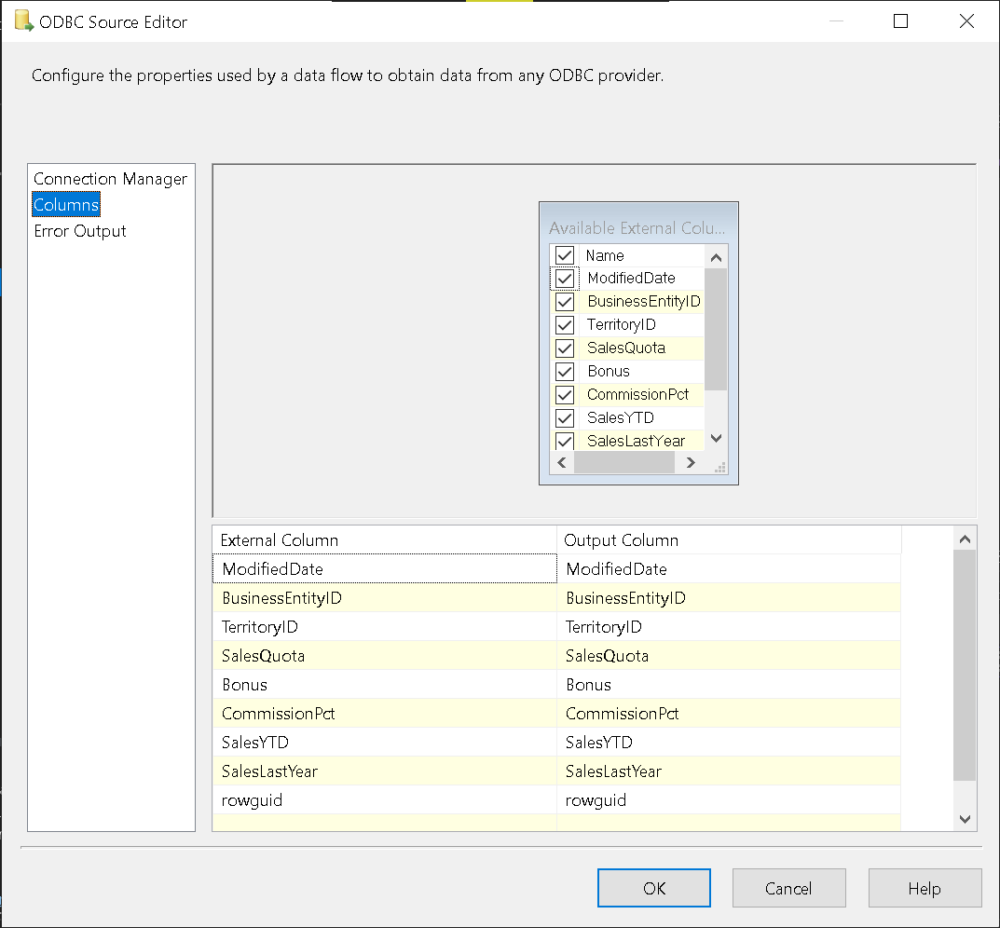 ODBC Source Editor
Configure the properties used by a data flow to obtain data from any ODBC provider.
Connection Manager
Columns
Error Output
Available External Colu...
Name
ModifiedDate
BusinessEntityID
TerritoryID
SalesQuota
Bonus
CommissionPct
SalesYTD
SalesLastYear
External Column Output Column
ModifiedDate ModifiedDate
BusinessEntityID BusinessEntityID
TerritoryID TerritoryID
SalesQuota SalesQuota
Bonus Bonus
CommissionPct CommissionPct
SalesYTD SalesYTD
SalesLastYear SalesLastYear
rowguid rowguid
OK Cancel Help